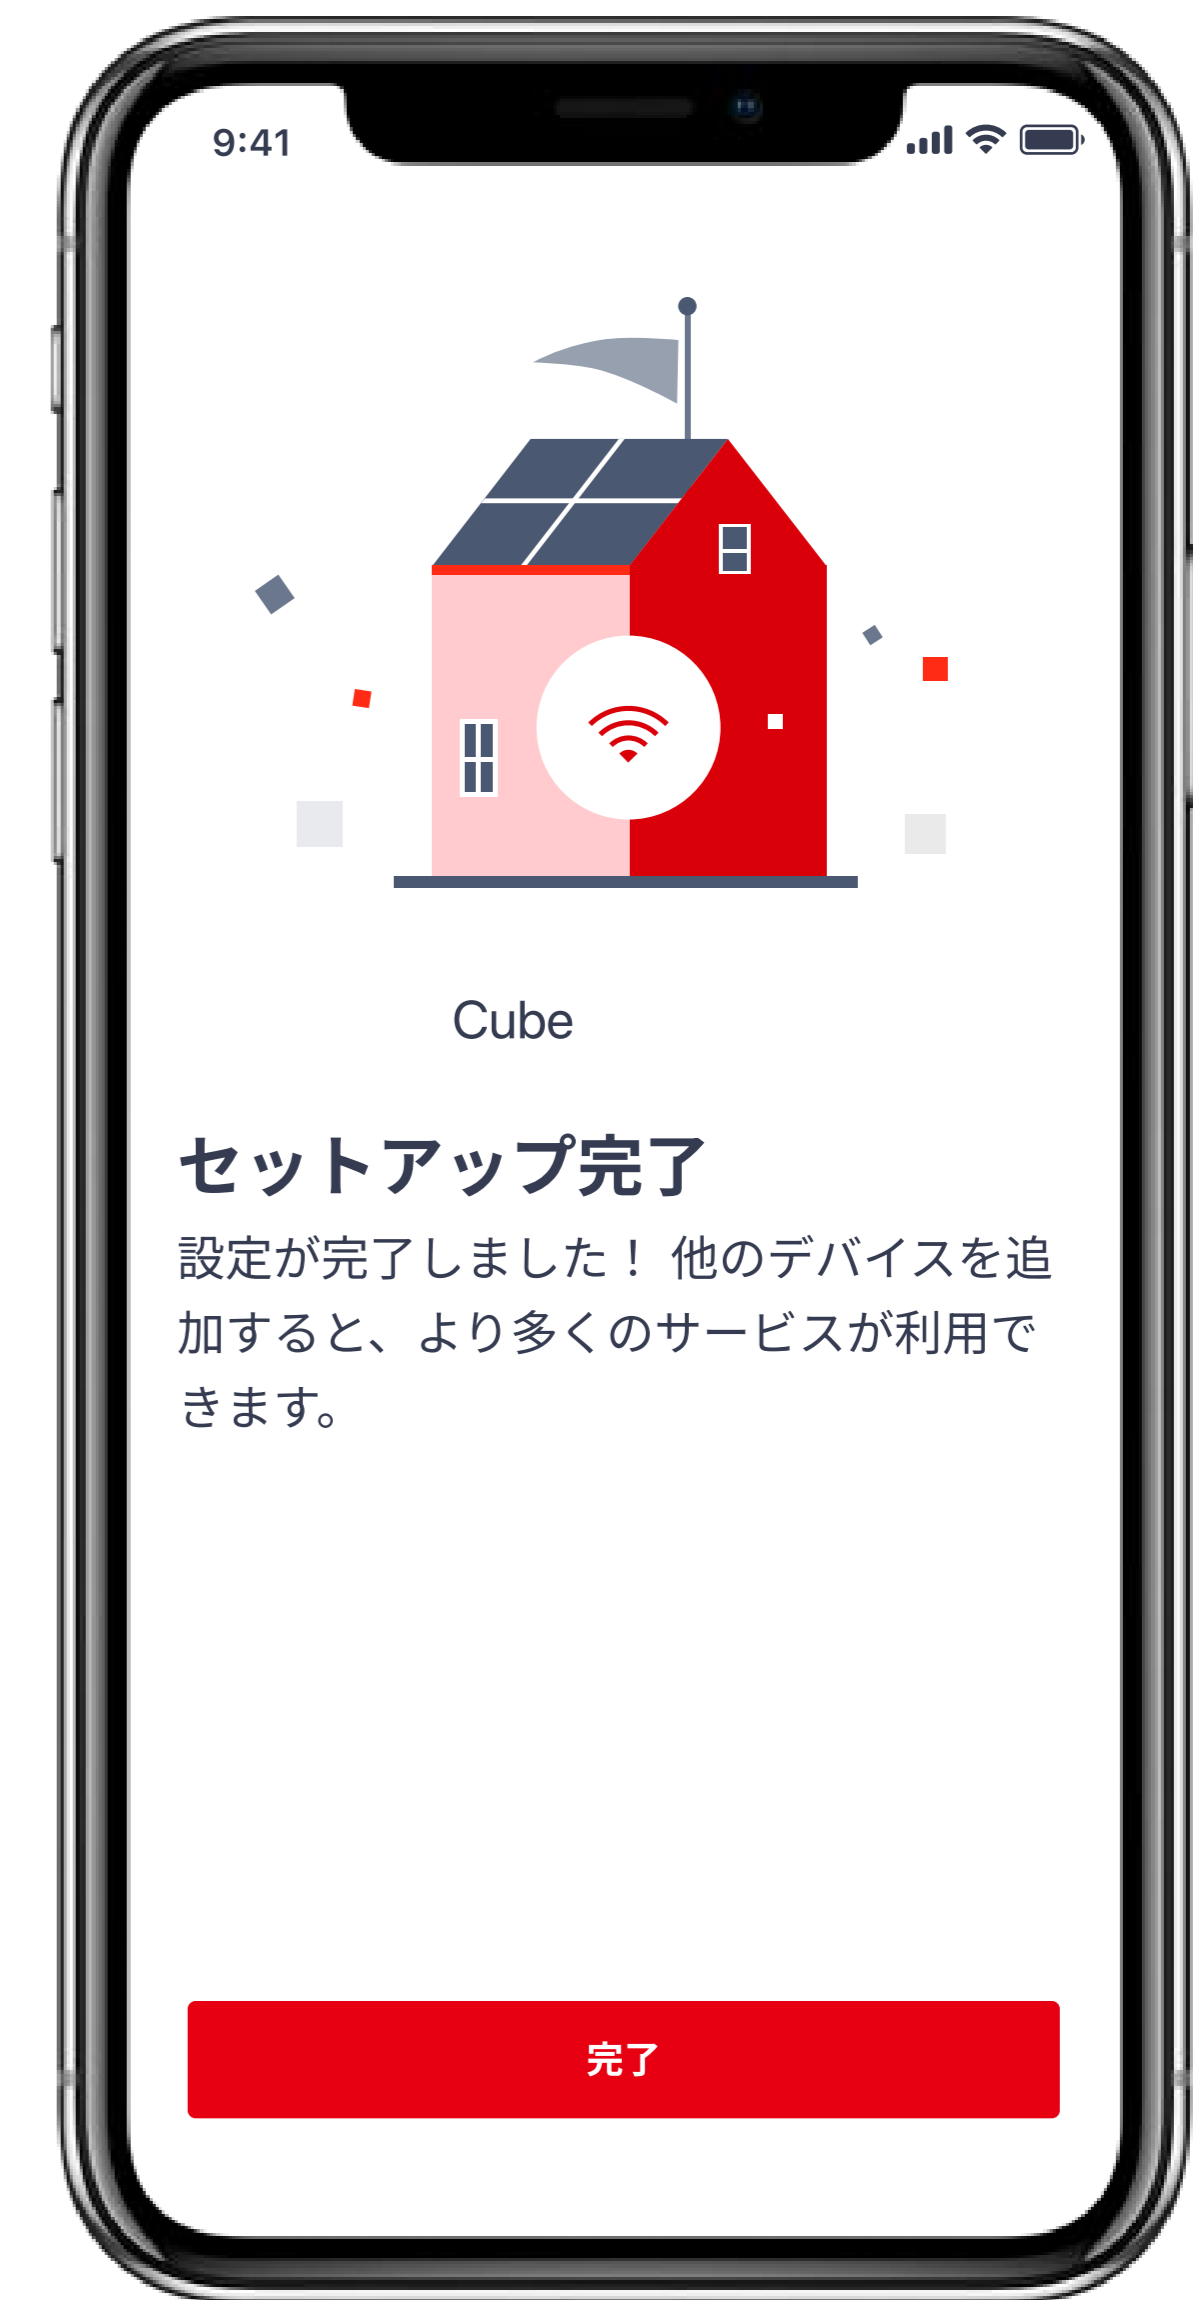 9:41
Cube
セットアップ完了
設定が完了しました！ 他のデバイスを追
加すると、より多くのサービスが利用で
きます。
完了